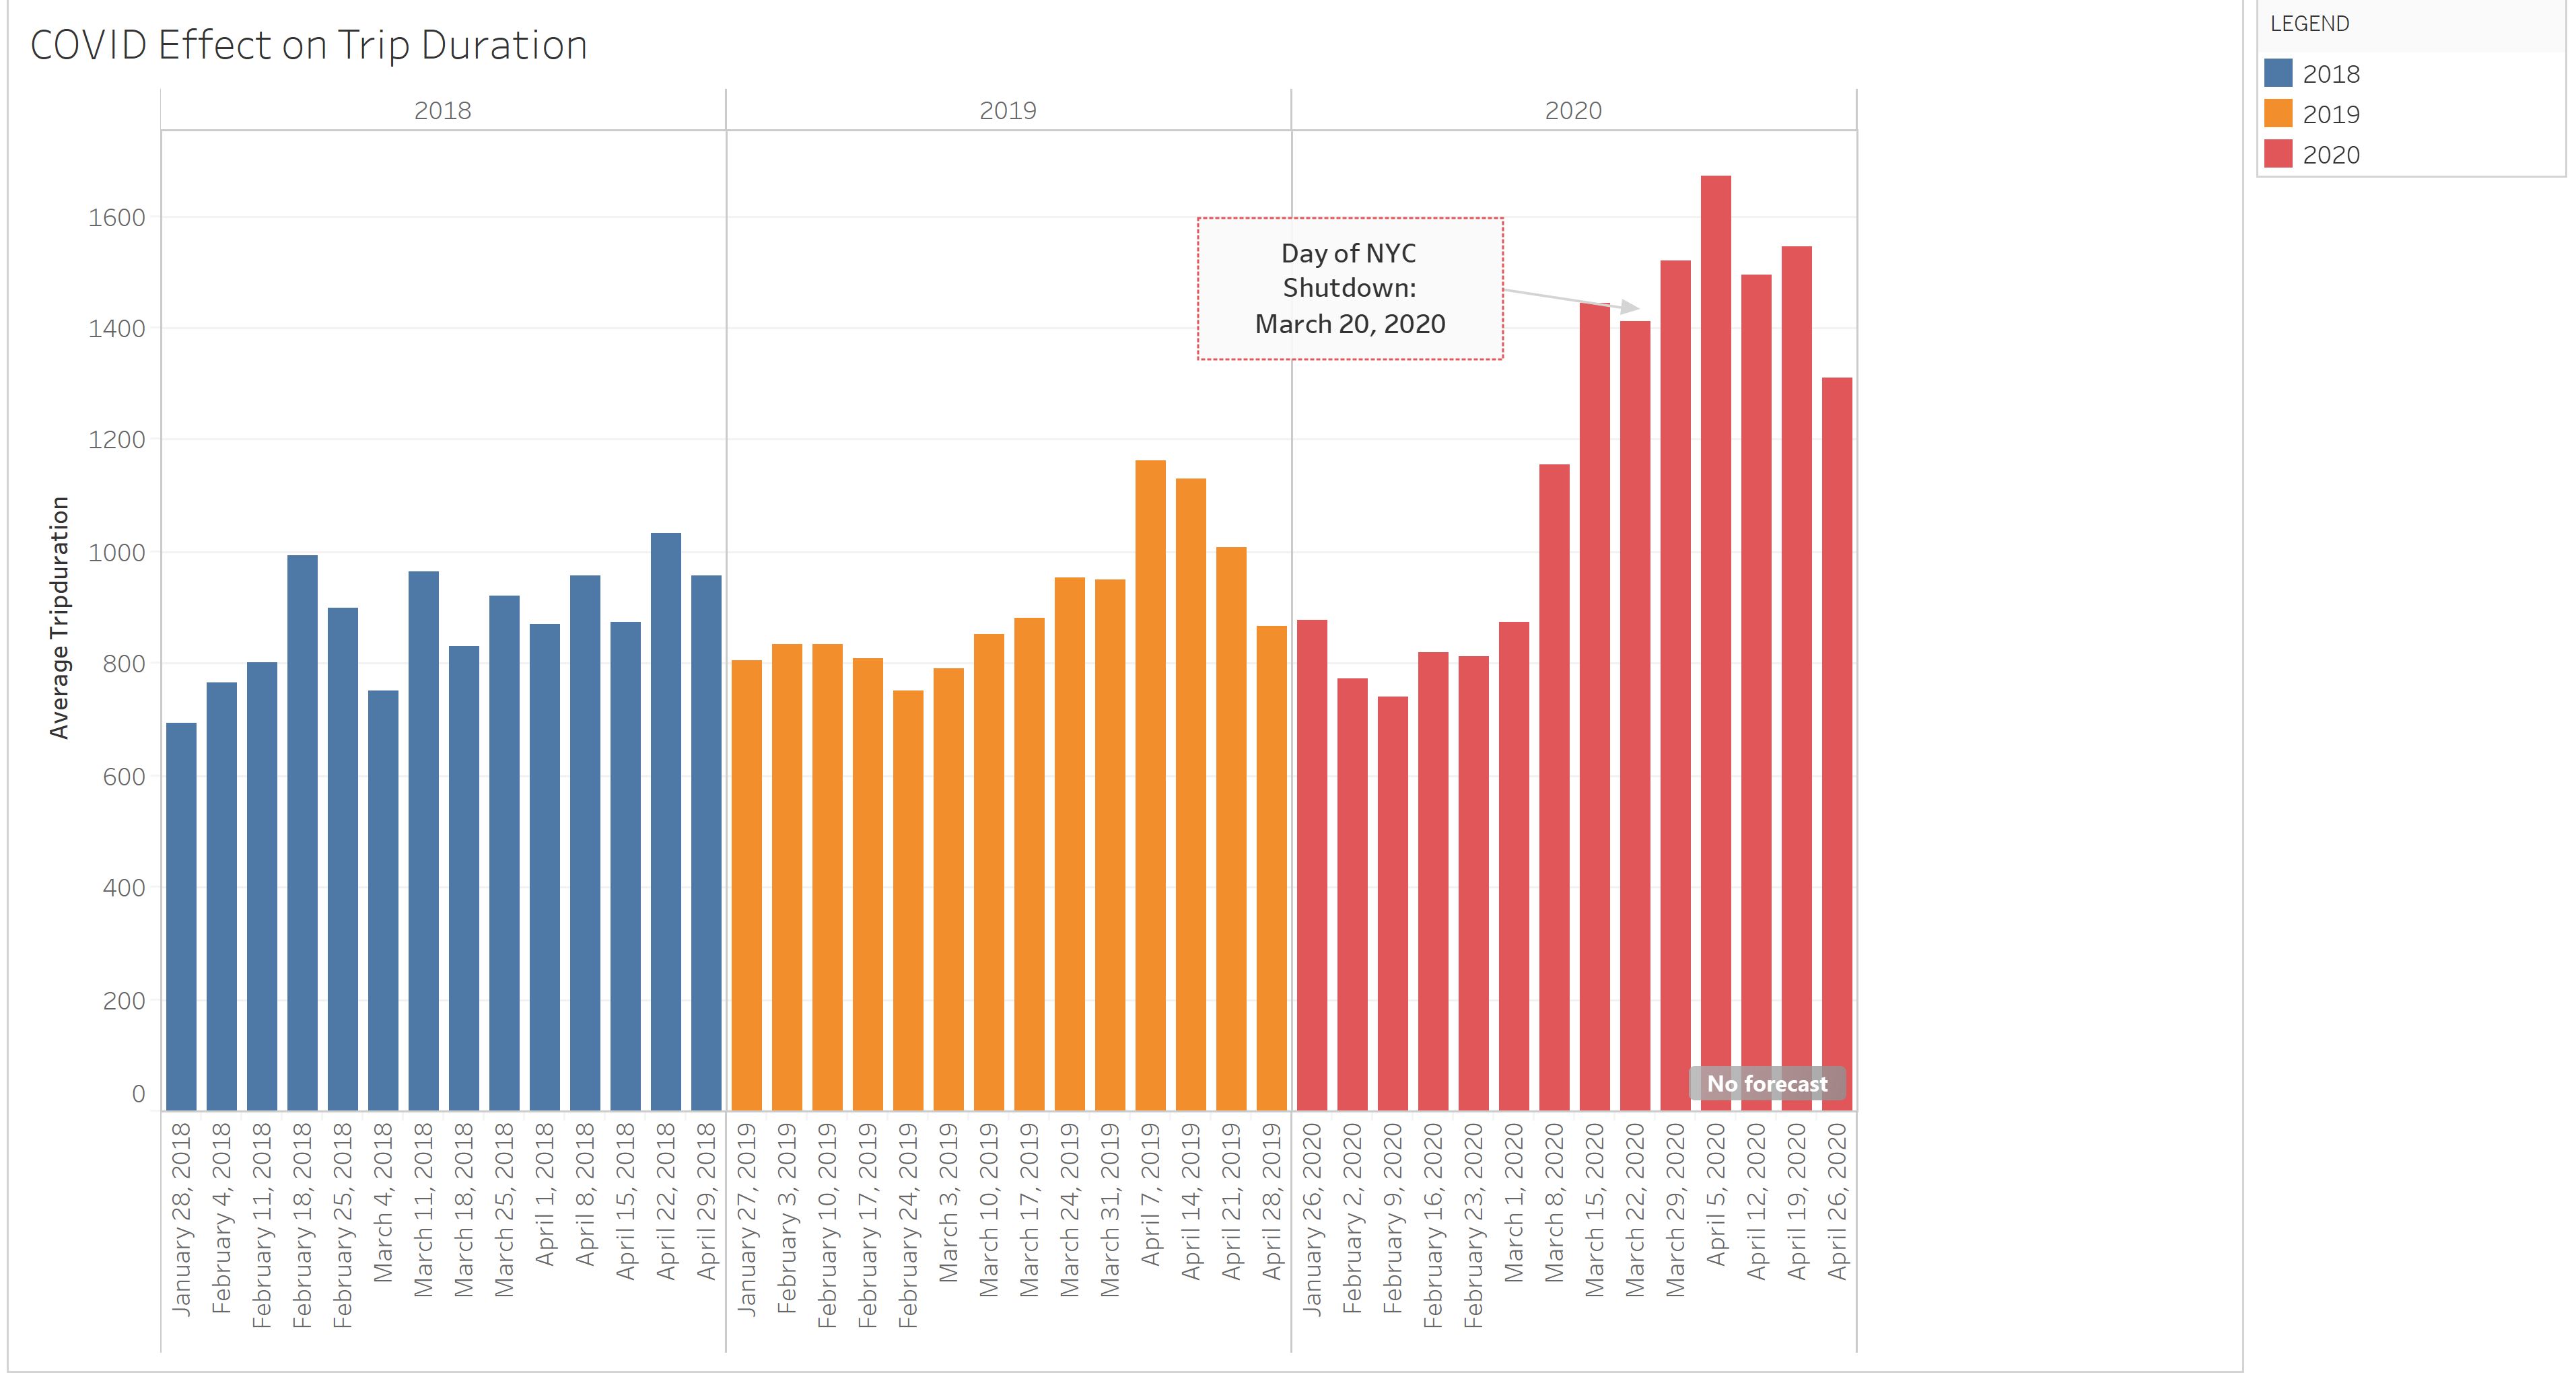 COVID Effect on Trip Duration
LEGEND
2018
2019
2020
2018
2019
2020
1600
1400
1200
1000
800
600
400
200
0
Average Tripduration
Day of NYC
Shutdown:
March 20, 2020
No forecast
January 28, 2018
February 4, 2018
February 11, 2018
February 18, 2018
February 25, 2018
March 4, 2018
March 11, 2018
March 18, 2018
March 25, 2018
April 1, 2018
April 8, 2018
April 15, 2018
April 22, 2018
April 29, 2018
January 27, 2019
February 3, 2019
February 10, 2019
February 17, 2019
February 24, 2019
March 3, 2019
March 10, 2019
March 17, 2019
March 24, 2019
March 31, 2019
April 7, 2019
April 14, 2019
April 21, 2019
April 28, 2019
January 26, 2020
February 2, 2020
February 9, 2020
February 16, 2020
February 23, 2020
March 1, 2020
March 8, 2020
March 15, 2020
March 22, 2020
March 29, 2020
April 5, 2020
April 12, 2020
April 19, 2020
April 26, 2020